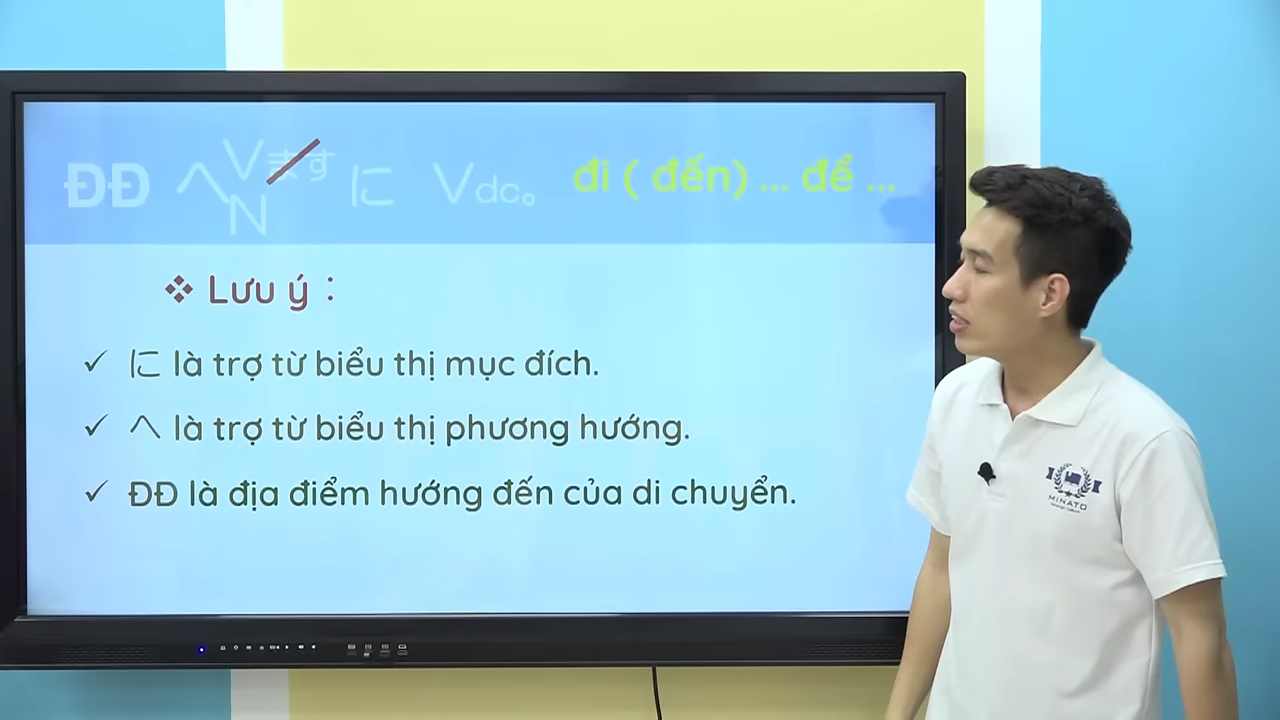 ĐĐ へ Vます に Vdc。 đi ( đến) ... để ...
N
❖ Lưu ý :
✓ に là trợ từ biểu thị mục đích.
✓ へ là trợ từ biểu thị phương hướng.
✓ ĐĐ là địa điểm hướng đến của di chuyển.
MINATO